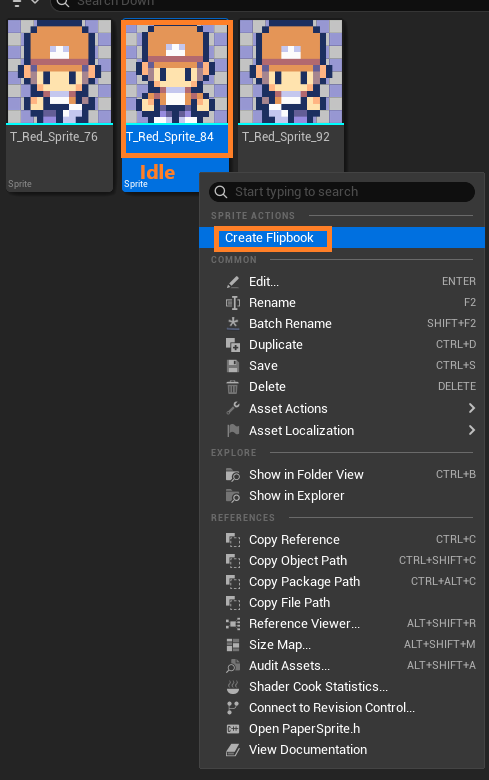 Search Down
T_Red_Sprite_76
T_Red_Sprite_84
T_Red_Sprite_92
Sprite
Idle
Sprite
Start typing to search
SPRITE ACTIONS
Create Flipbook
COMMON
Edit... ENTER
Rename F2
Batch Rename SHIFT+F2
Duplicate CTRL+D
Save CTRL+S
Delete DELETE
Asset Actions
Asset Localization
EXPLORE
Show in Folder View CTRL+B
Show in Explorer
REFERENCES
Copy Reference CTRL+C
Copy Object Path CTRL+SHIFT+C
Copy Package Path CTRL+ALT+C
Copy File Path
Reference Viewer... ALT+SHIFT+R
Size Map... ALT+SHIFT+M
Audit Assets... ALT+SHIFT+A
Shader Cook Statistics...
Connect to Revision Control...
Open PaperSprite.h
View Documentation